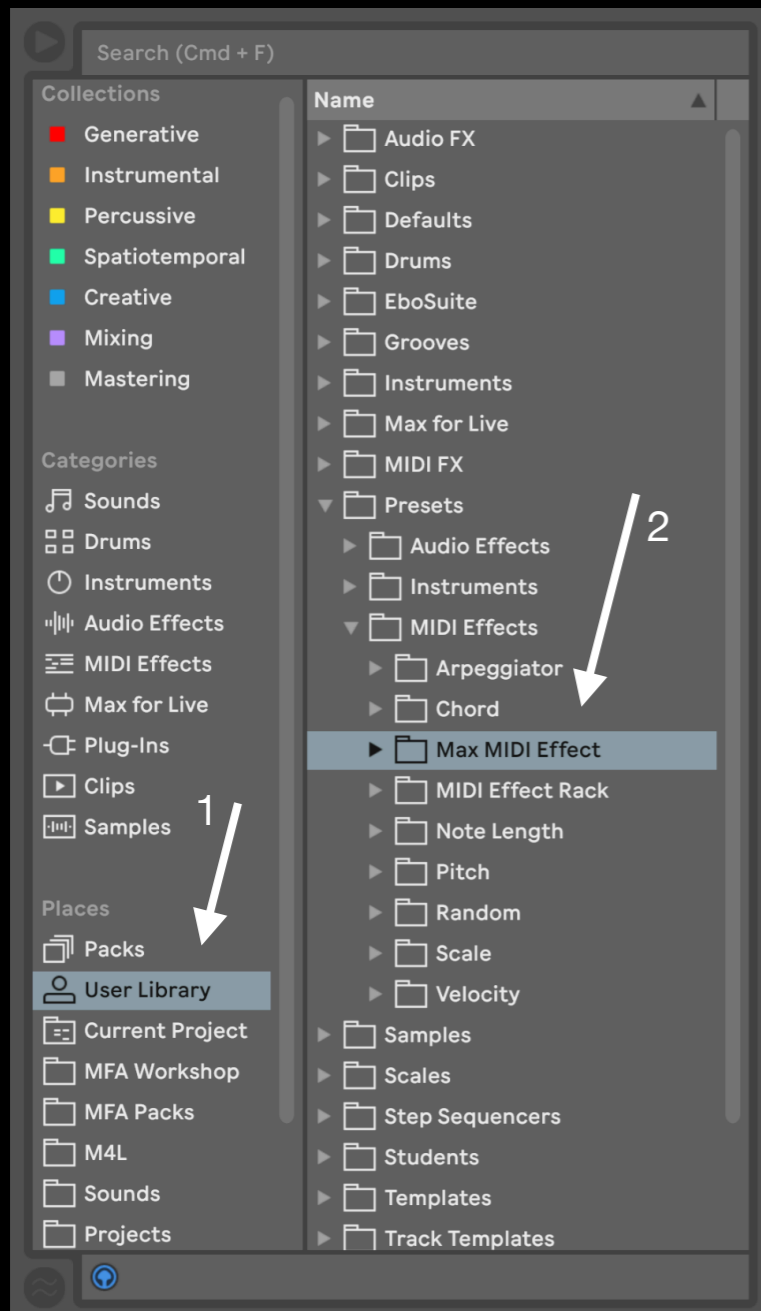 Search (Cmd + F)
Collections
Generative
Instrumental
Percussive
Spatiotemporal
Creative
Mixing
Mastering
Categories
Sounds
Drums
Instruments
Audio Effects
MIDI Effects
Max for Live
Plug-Ins
Clips
Samples
1
Places
Packs
User Library
Current Project
MFA Workshop
MFA Packs
M4L
Sounds
Projects
Name
Audio FX
Clips
Defaults
Drums
EboSuite
Grooves
Instruments
Max for Live
MIDI FX
Presets
2
Audio Effects
Instruments
MIDI Effects
Arpeggiator
Chord
Max MIDI Effect
MIDI Effect Rack
Note Length
Pitch
Random
Scale
Velocity
Samples
Scales
Step Sequencers
Students
Templates
Track Templates